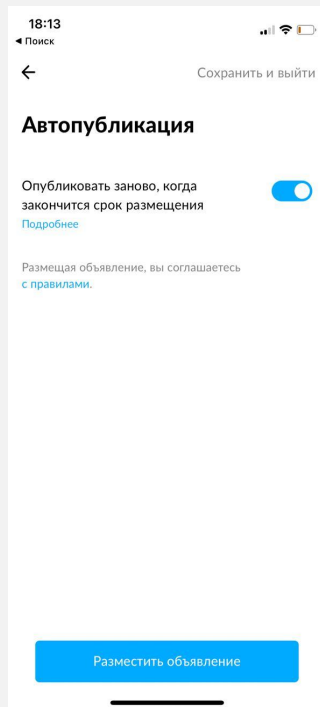 18:13
◄ Поиск
Сохранить и выйти
Автопубликация
Опубликовать заново, когда
закончится срок размещения
Подробнее
Размещая объявление, вы соглашаетесь
с правилами.
Разместить объявление